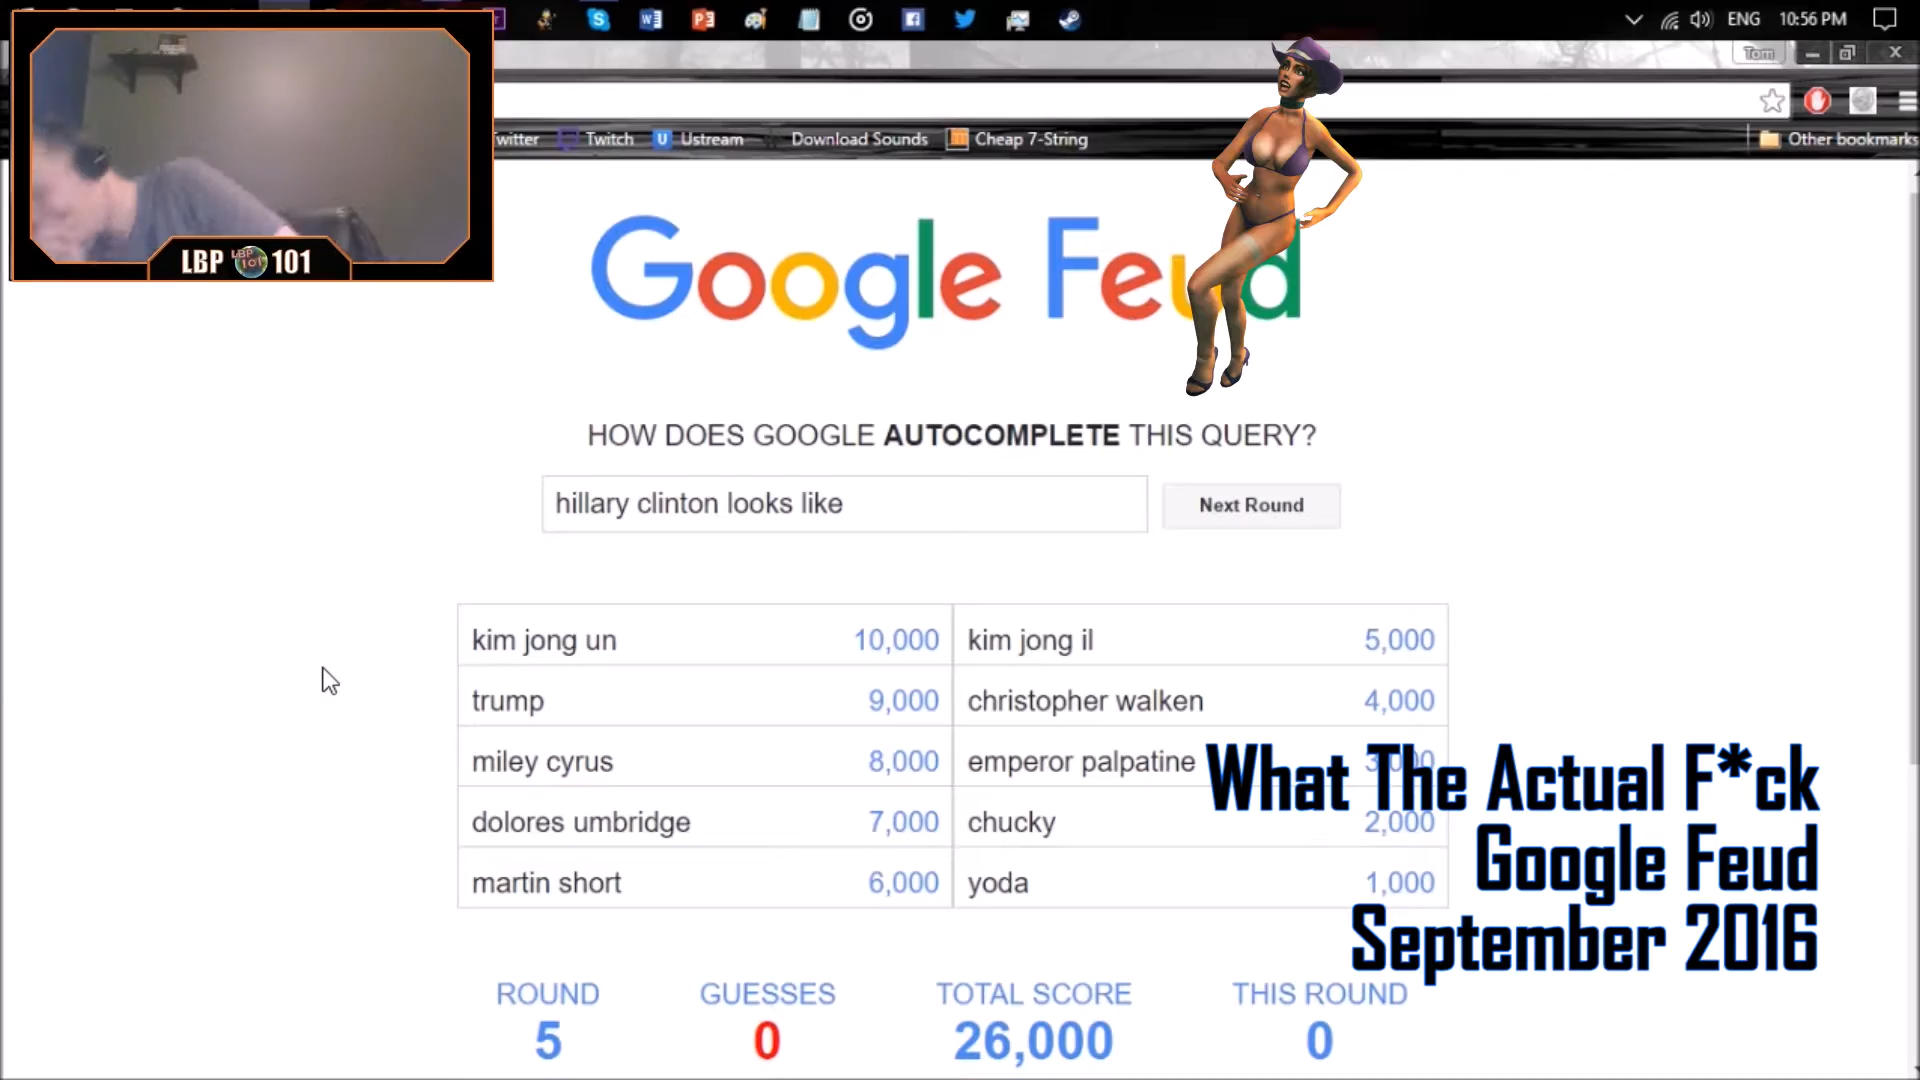 ENG 10:56 PM
Tom
Twitch Ustream Download Sounds Cheap 7-String Other bookmarks
LBP 101
Google Feud
HOW DOES GOOGLE AUTOCOMPLETE THIS QUERY?
hillary clinton looks like
Next Round
kim jong un 10,000 kim jong il 5,000
trump 9,000 christopher walken 4,000
miley cyrus 8,000 emperor palpatine
dolores umbridge 7,000 chucky 2,000
martin short 6,000 yoda 1,000
What The Actual F*ck
Google Feud
September 2016
ROUND GUESSES TOTAL SCORE THIS ROUND
5 0 26,000 0